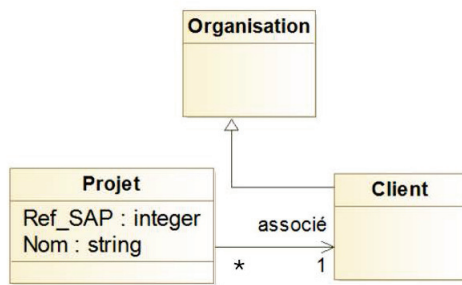 Organisation
Projet
Ref_SAP : integer
Nom : string
associé
*
1
Client